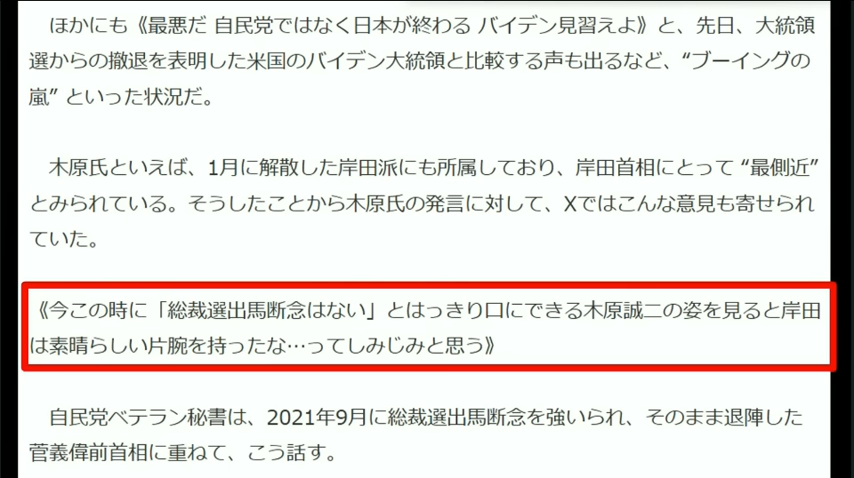 ほかにも《最悪だ 自民党ではなく日本が終わる バイデン見習えよ》と、先日、大統領
選からの撤退を表明した米国のバイデン大統領と比較する声も出るなど、“ブーイングの
嵐” といった状況だ。
木原氏といえば、1月に解散した岸田派にも所属しており、岸田首相にとって “最側近”
とみられている。そうしたことから木原氏の発言に対して、Xではこんな意見も寄せられ
ていた。
《今この時に「総裁選出馬断念はない」とはっきり口にできる木原誠二の姿を見ると岸田
は素晴らしい片腕を持ったな…ってしみじみと思う》
自民党ベテラン秘書は、2021年9月に総裁選出馬断念を強いられ、そのまま退陣した
菅義偉前首相に重ねて、こう話す。